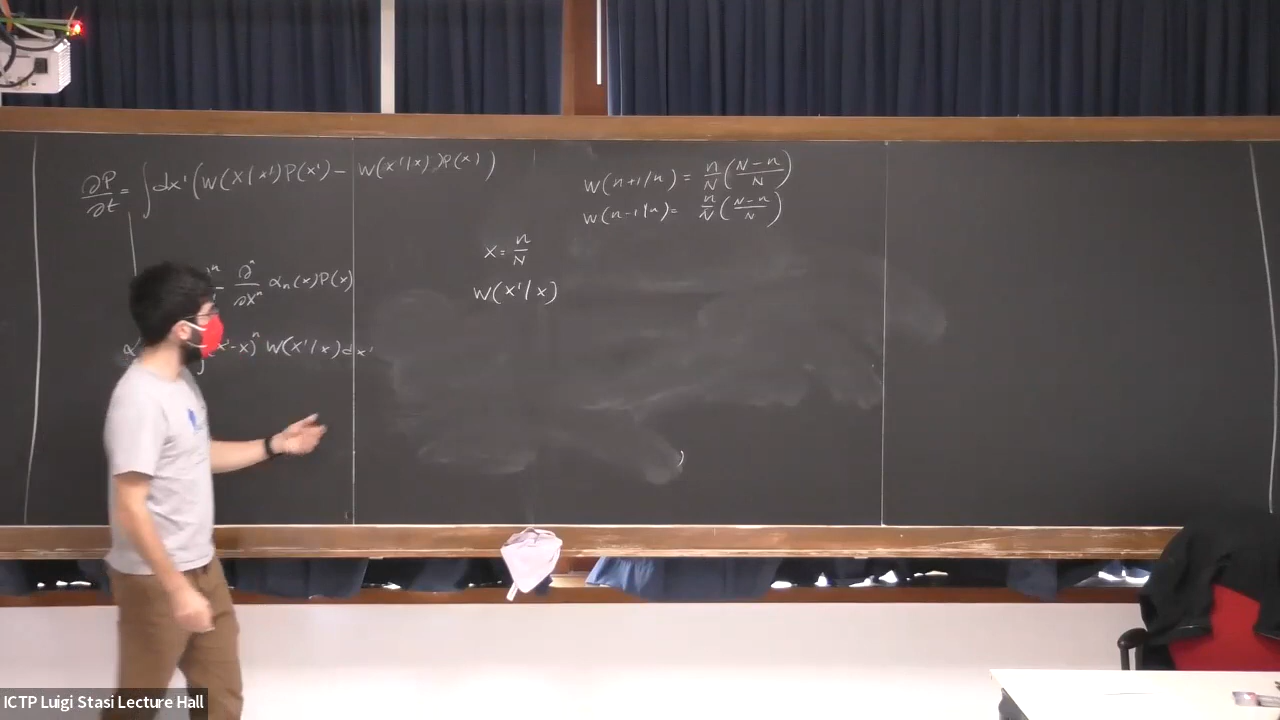 ∂P/∂t = ∫dx'(W(x|x')P(x') - W(x'|x)P(x))
∂ⁿ/∂xⁿ αₙ(x)P(x)
x'-x)ⁿ W(x'|x)dx'
x = n/N
W(x'|x)
W(n+1|n) = n/N (N-n/N)
W(n-1|n) = n/N (N-n/N)
ICTP Luigi Stasi Lecture Hall